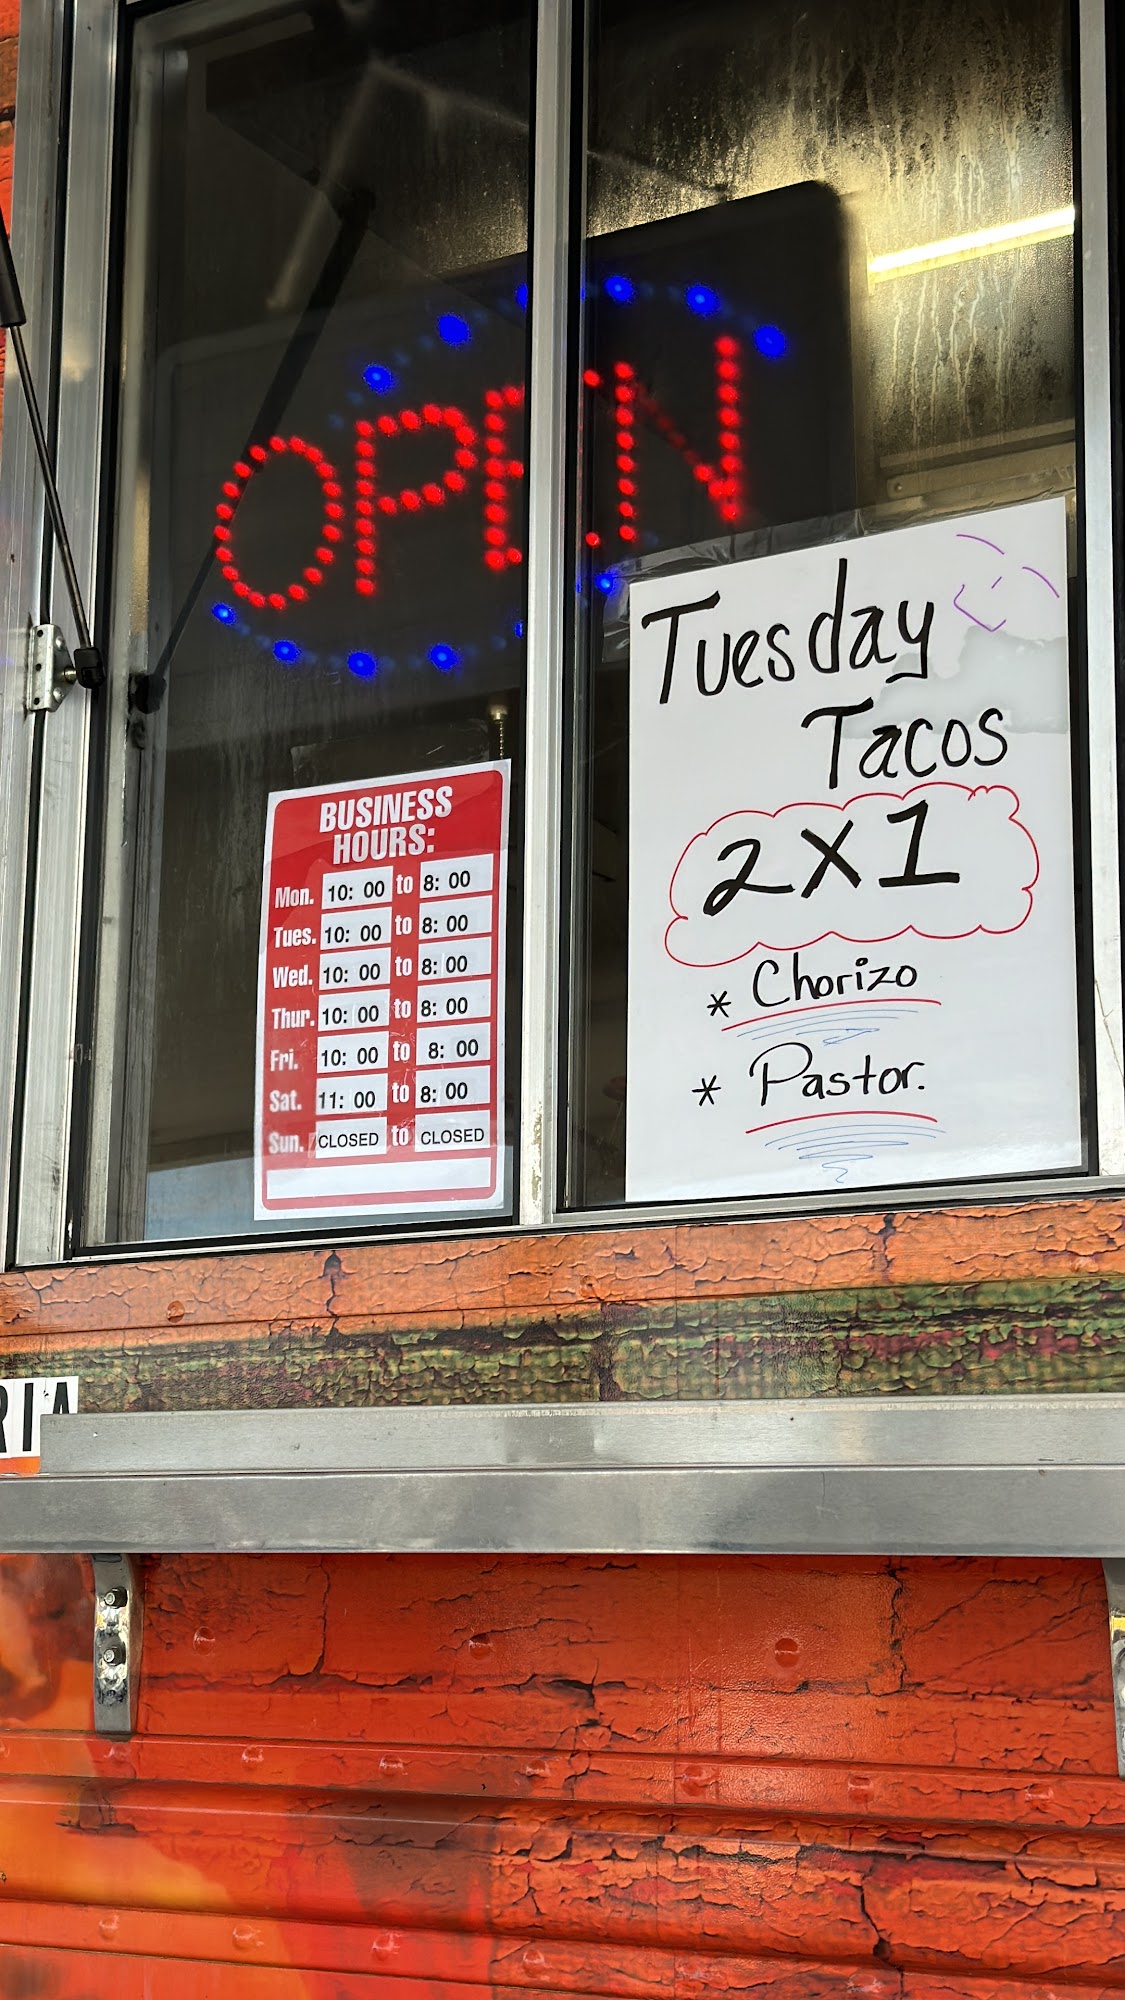 OPEN
BUSINESS
HOURS:
Mon. 10: 00 to 8: 00
Tues. 10: 00 to 8: 00
Wed. 10: 00 to 8: 00
Thur. 10: 00 to 8: 00
Fri. 10: 00 to 8: 00
Sat. 11: 00 to 8: 00
Sun. CLOSED to CLOSED
Tuesday
Tacos
2x1
* Chorizo
* Pastor.
RIA